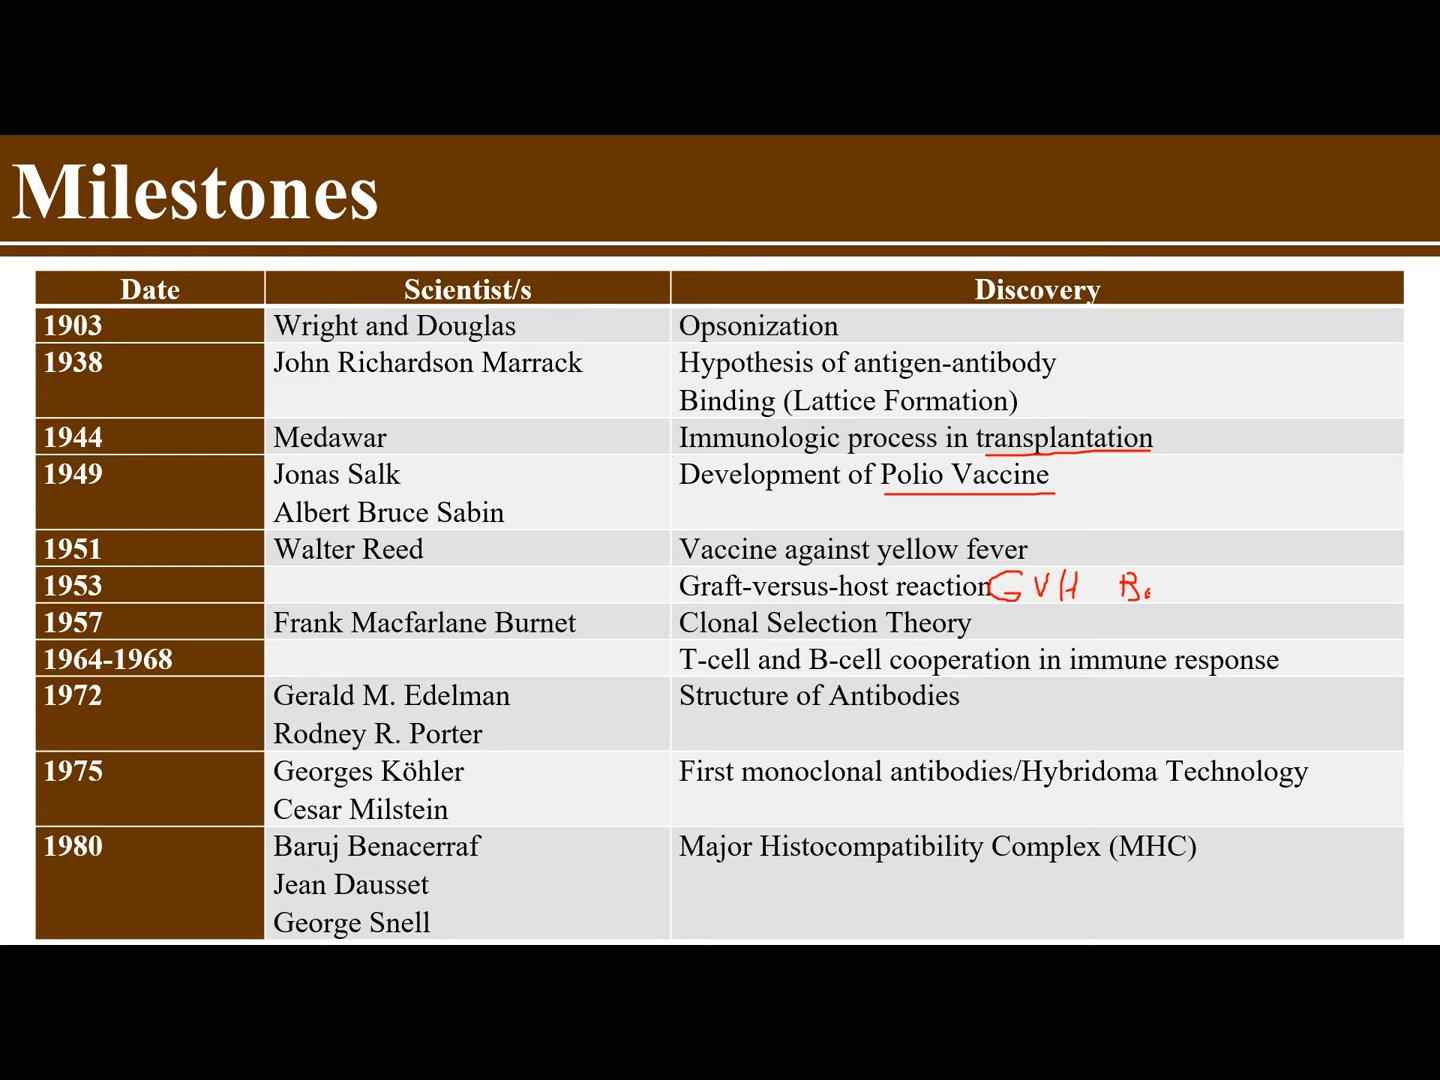 Milestones
Date Scientist/s Discovery
1903 Wright and Douglas Opsonization
1938 John Richardson Marrack Hypothesis of antigen-antibody
Binding (Lattice Formation)
1944 Medawar Immunologic process in transplantation
1949 Jonas Salk Development of Polio Vaccine
Albert Bruce Sabin
1951 Walter Reed Vaccine against yellow fever
1953 Graft-versus-host reaction GVH
1957 Frank Macfarlane Burnet Clonal Selection Theory
1964-1968 T-cell and B-cell cooperation in immune response
1972 Gerald M. Edelman Structure of Antibodies
Rodney R. Porter
1975 Georges Köhler First monoclonal antibodies/Hybridoma Technology
Cesar Milstein
1980 Baruj Benacerraf Major Histocompatibility Complex (MHC)
Jean Dausset
George Snell